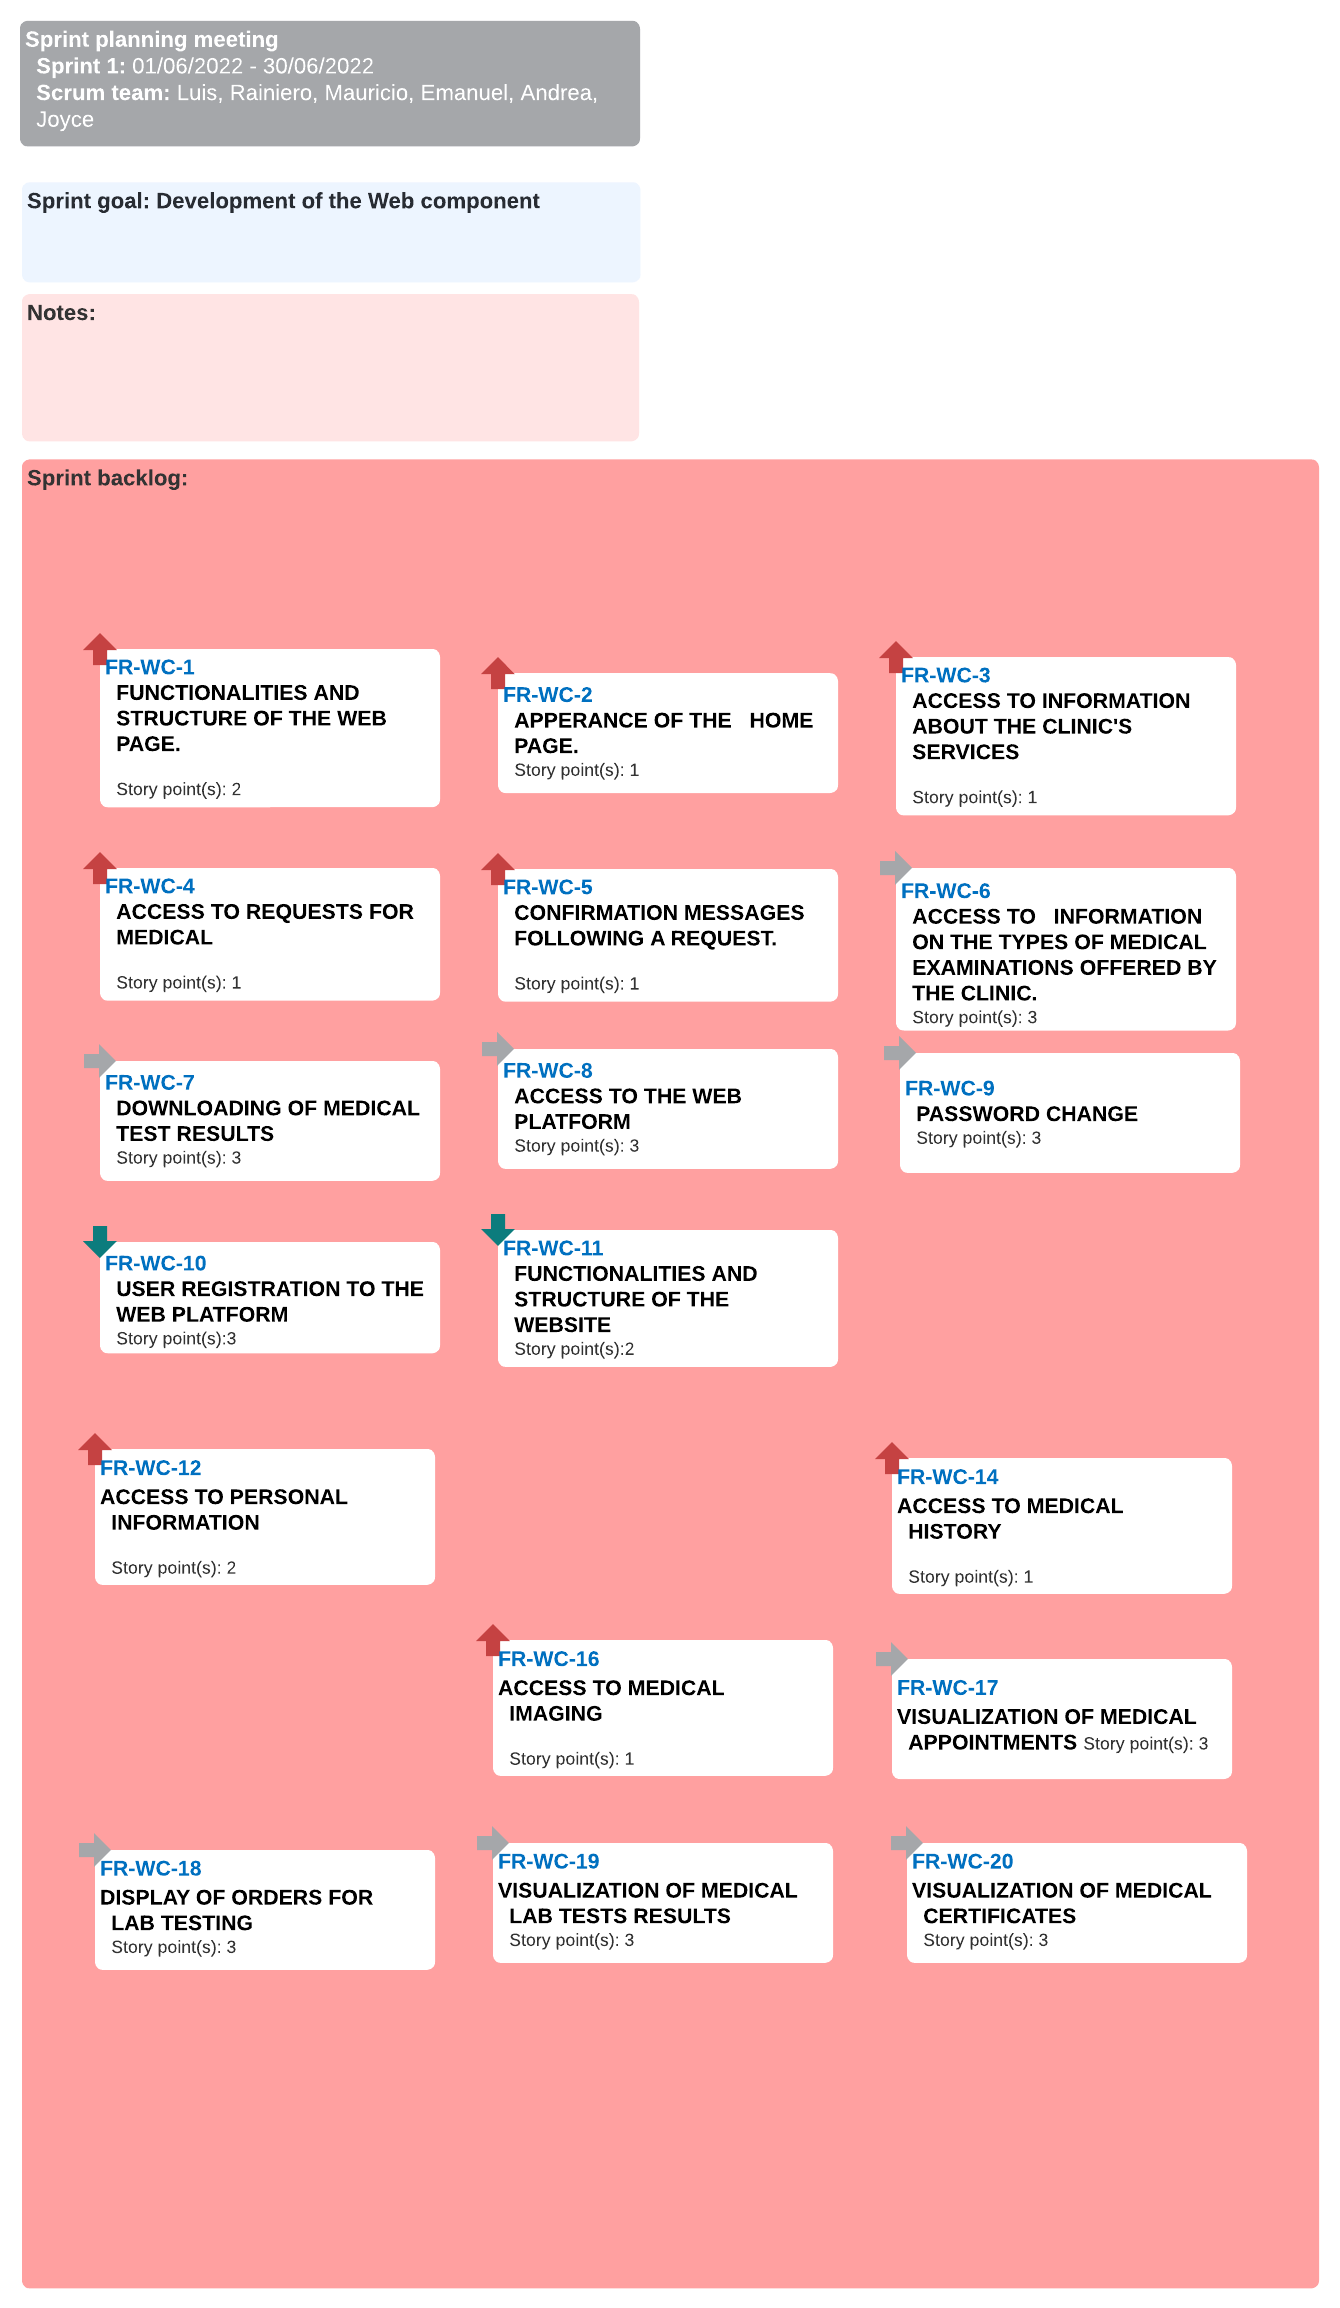 Sprint planning meeting
Sprint 1: 01/06/2022 - 30/06/2022
Scrum team: Luis, Rainiero, Mauricio, Emanuel, Andrea,
Joyce
Sprint goal: Development of the Web component
Notes:
Sprint backlog:
FR-WC-1
FUNCTIONALITIES AND
STRUCTURE OF THE WEB
PAGE.
Story point(s): 2
FR-WC-2
APPERANCE OF THE HOME
PAGE.
Story point(s): 1
FR-WC-3
ACCESS TO INFORMATION
ABOUT THE CLINIC'S
SERVICES
Story point(s): 1
FR-WC-4
ACCESS TO REQUESTS FOR
MEDICAL
Story point(s): 1
FR-WC-5
CONFIRMATION MESSAGES
FOLLOWING A REQUEST.
Story point(s): 1
FR-WC-6
ACCESS TO INFORMATION
ON THE TYPES OF MEDICAL
EXAMINATIONS OFFERED BY
THE CLINIC.
Story point(s): 3
FR-WC-7
DOWNLOADING OF MEDICAL
TEST RESULTS
Story point(s): 3
FR-WC-8
ACCESS TO THE WEB
PLATFORM
Story point(s): 3
FR-WC-9
PASSWORD CHANGE
Story point(s): 3
FR-WC-10
USER REGISTRATION TO THE
WEB PLATFORM
Story point(s):3
FR-WC-11
FUNCTIONALITIES AND
STRUCTURE OF THE
WEBSITE
Story point(s):2
FR-WC-12
ACCESS TO PERSONAL
INFORMATION
Story point(s): 2
FR-WC-14
ACCESS TO MEDICAL
HISTORY
Story point(s): 1
FR-WC-16
ACCESS TO MEDICAL
IMAGING
Story point(s): 1
FR-WC-17
VISUALIZATION OF MEDICAL
APPOINTMENTS Story point(s): 3
FR-WC-18
DISPLAY OF ORDERS FOR
LAB TESTING
Story point(s): 3
FR-WC-19
VISUALIZATION OF MEDICAL
LAB TESTS RESULTS
Story point(s): 3
FR-WC-20
VISUALIZATION OF MEDICAL
CERTIFICATES
Story point(s): 3